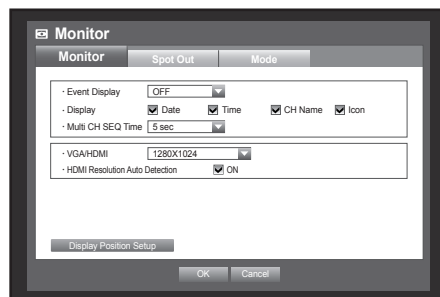 Monitor
Monitor Spot Out Mode
· Event Display OFF
· Display Date Time CH Name Icon
· Multi CH SEQ Time 5 sec
· VGA/HDMI 1280X1024
· HDMI Resolution Auto Detection ON
Display Position Setup
OK Cancel